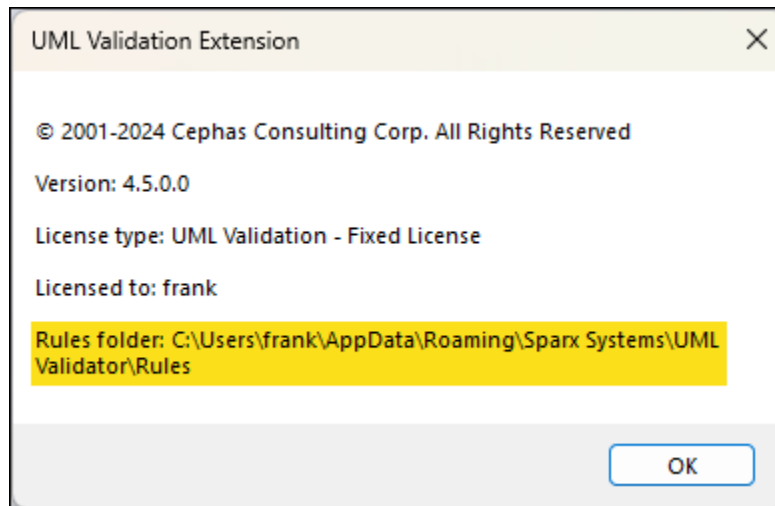 UML Validation Extension
© 2001-2024 Cephas Consulting Corp. All Rights Reserved
Version: 4.5.0.0
License type: UML Validation - Fixed License
Licensed to: frank
Rules folder: C:\Users\frank\AppData\Roaming\Sparx Systems\UML
Validator\Rules
OK